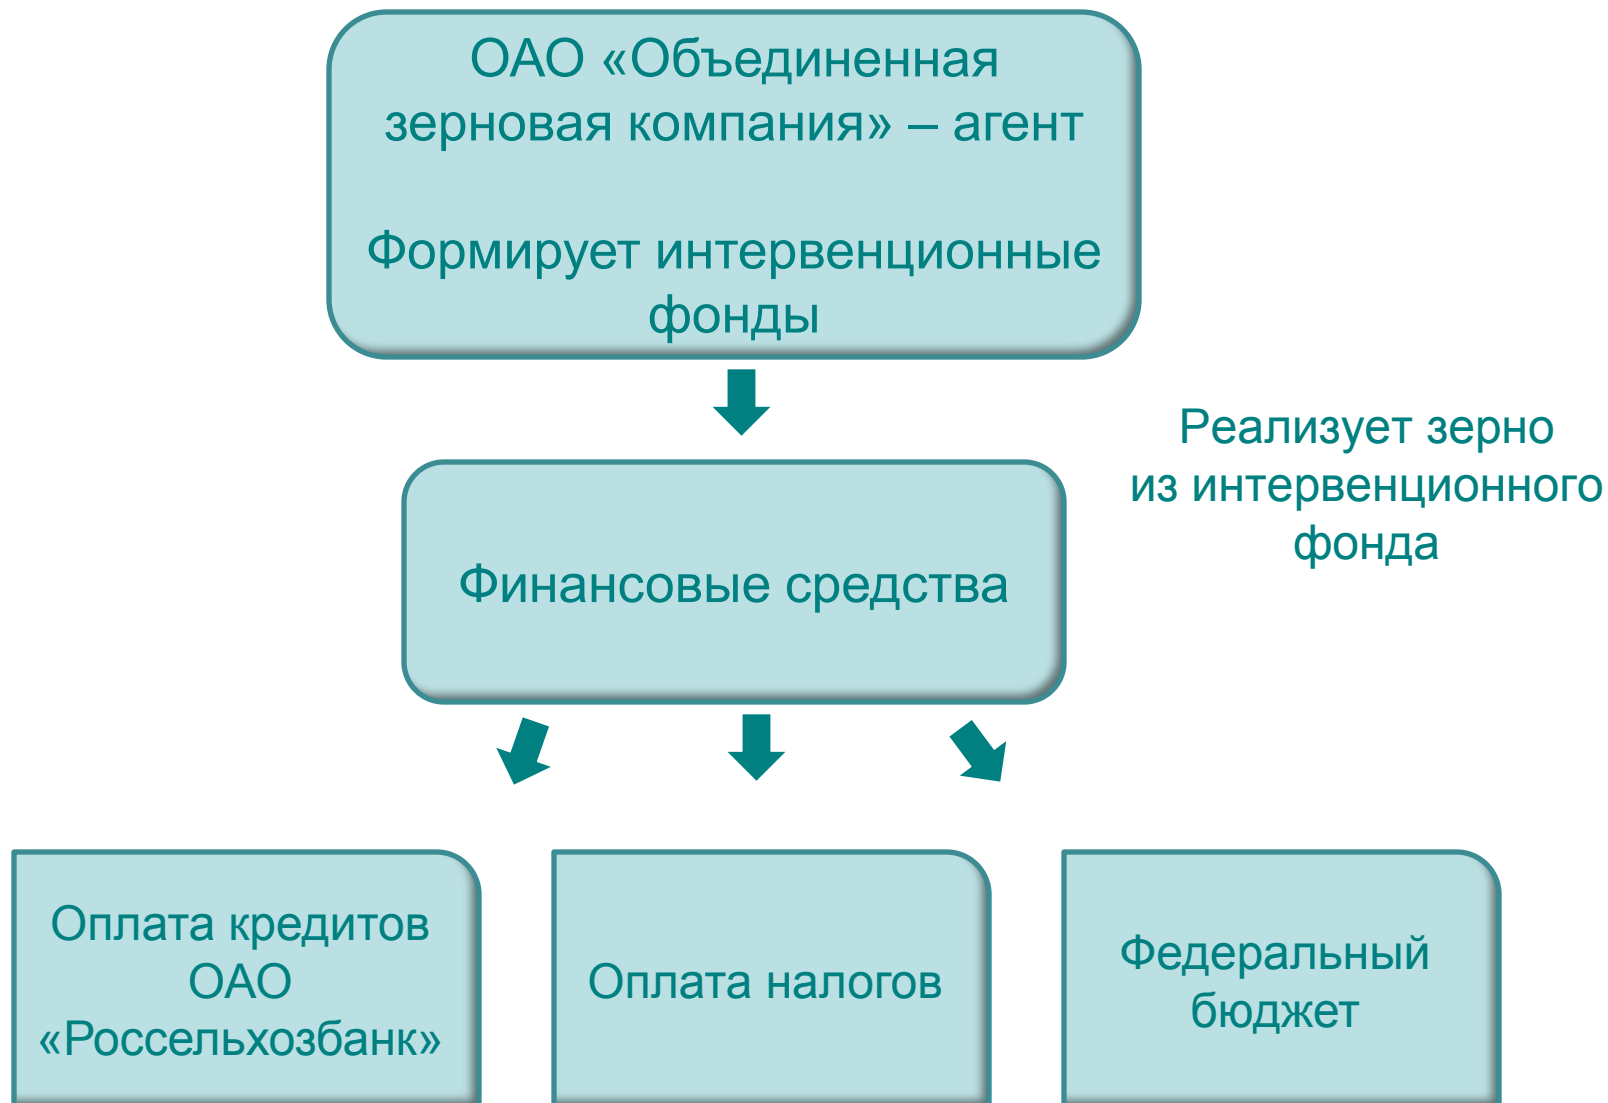 ОАО «Объединенная
зерновая компания» – агент
Формирует интервенционные
фонды
Реализует зерно
из интервенционного
фонда
Финансовые средства
Оплата кредитов
ОАО
«Россельхозбанк»
Оплата налогов
Федеральный
бюджет